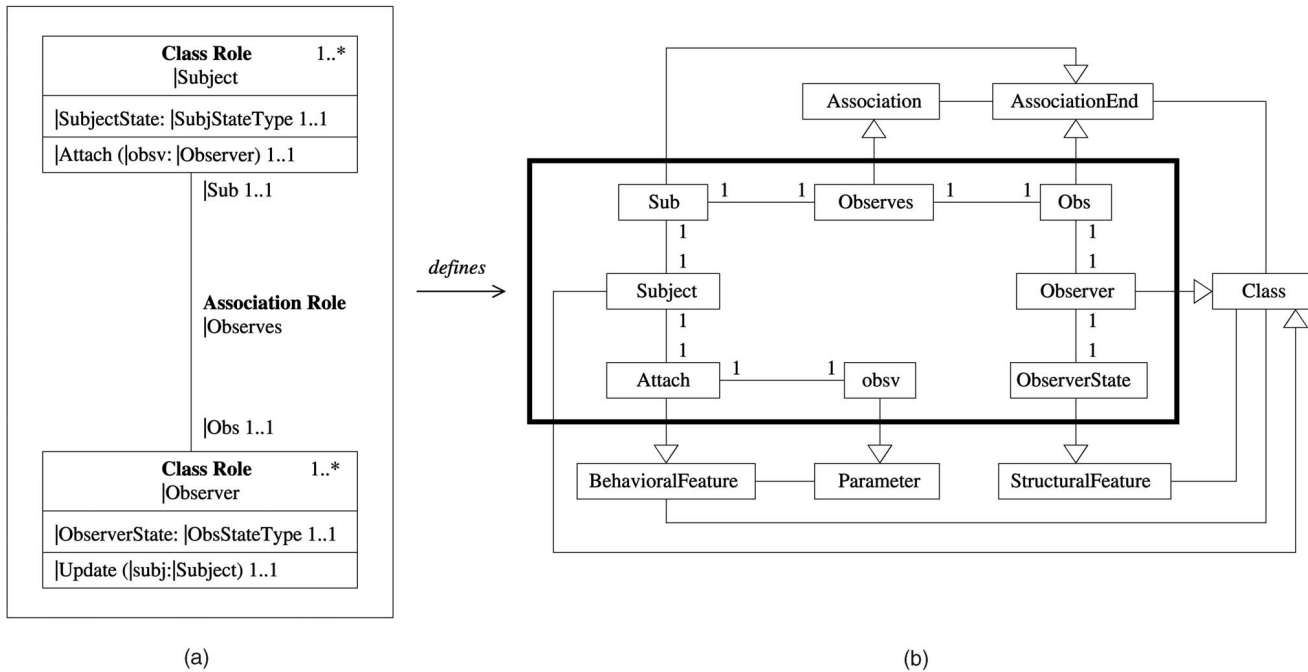 Class Role 1..*
|Subject
|SubjectState: |SubjStateType 1..1
|Attach (|obsv: |Observer) 1..1
|Sub 1..1
Association Role
|Observes
|Obs 1..1
Class Role 1..*
|Observer
|ObserverState: |ObsStateType 1..1
|Update (|subj:|Subject) 1..1
(a)
defines
Association AssociationEnd
Sub 1 1 Observes 1 1 Obs
1 1
1 1
Subject Observer Class
1 1
1 1
Attach 1 1 obsv ObserverState
BehavioralFeature Parameter StructuralFeature
(b)